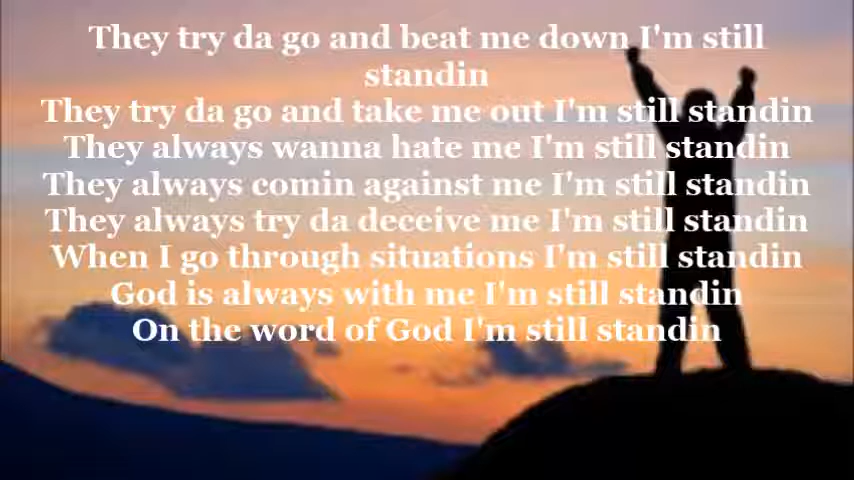 They try da go and beat me down I'm still
standin
They try da go and take me out I'm still standin
They always wanna hate me I'm still standin
They always comin against me I'm still standin
They always try da deceive me I'm still standin
When I go through situations I'm still standin
God is always with me I'm still standin
On the word of God I'm still standin